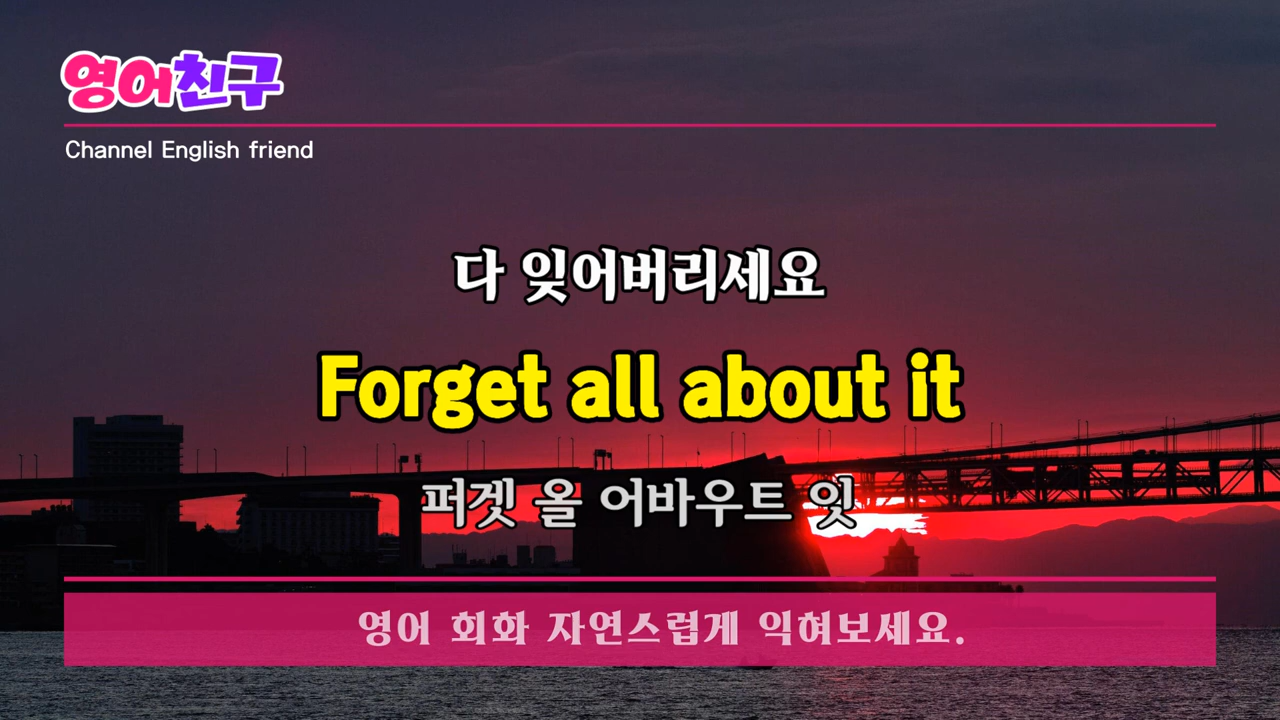 영어친구
Channel English friend
다 잊어버리세요
Forget all about it
퍼겟 올 어바우트 잇
영어 회화 자연스럽게 익혀보세요.